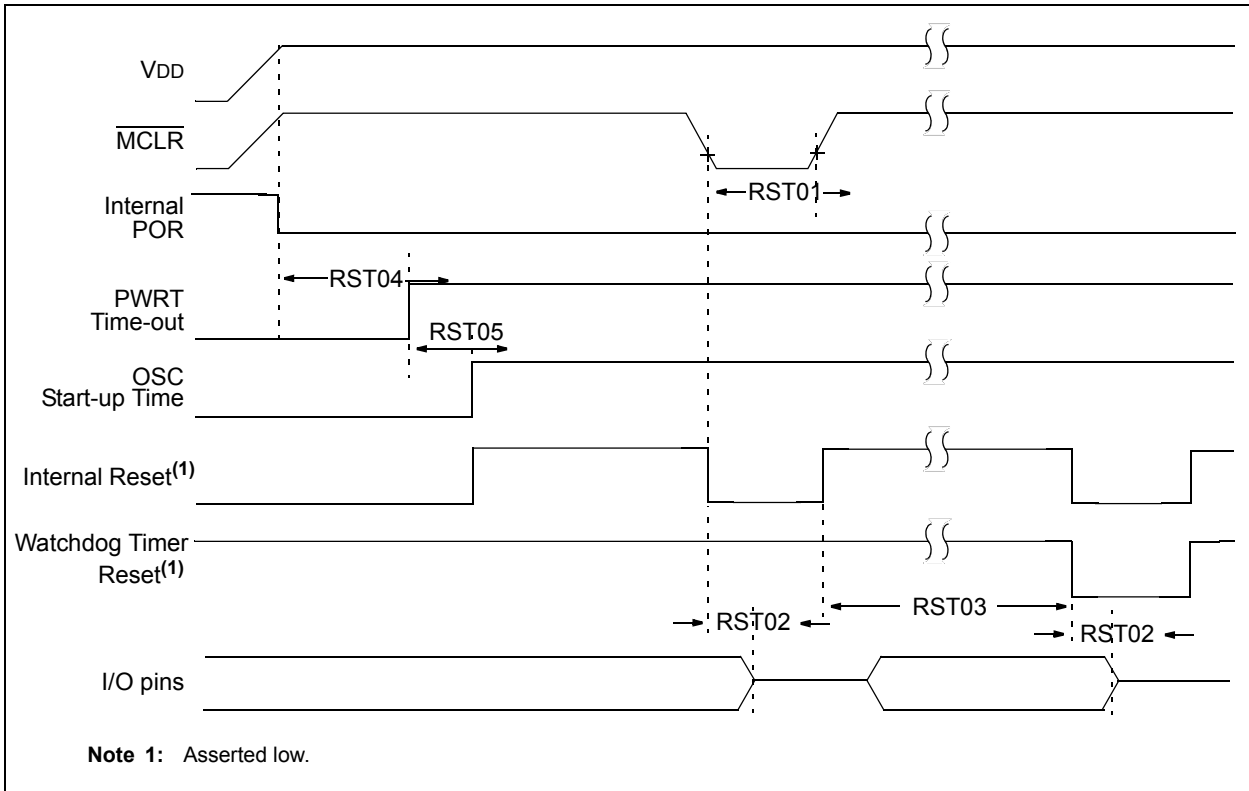 VDD
MCLR
RST01
Internal
POR
RST04
PWRT
Time-out
RST05
OSC
Start-up Time
Internal Reset(1)
Watchdog Timer
Reset(1)
RST03
RST02
RST02
I/O pins
Note 1: Asserted low.